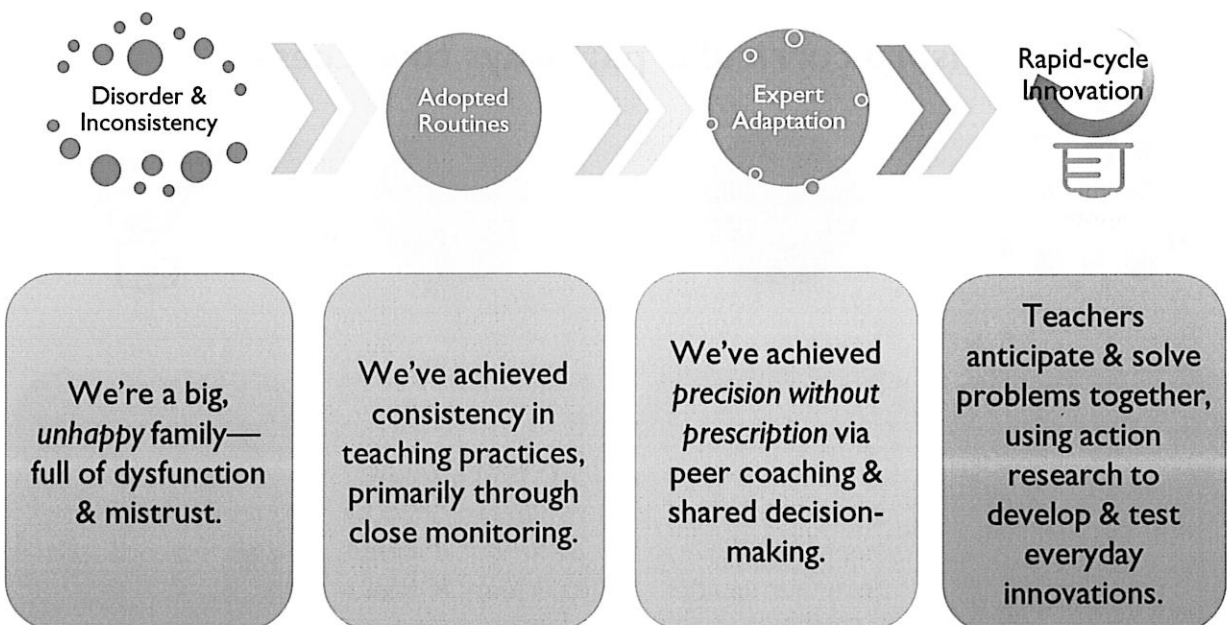 Disorder &
Inconsistency
Adopted
Routines
Expert
Adaptation
Rapid-cycle
Innovation
We're a big,
unhappy family—
full of dysfunction
& mistrust.
We've achieved
consistency in
teaching practices,
primarily through
close monitoring.
We've achieved
precision without
prescription via
peer coaching &
shared decision-
making.
Teachers
anticipate & solve
problems together,
using action
research to
develop & test
everyday
innovations.